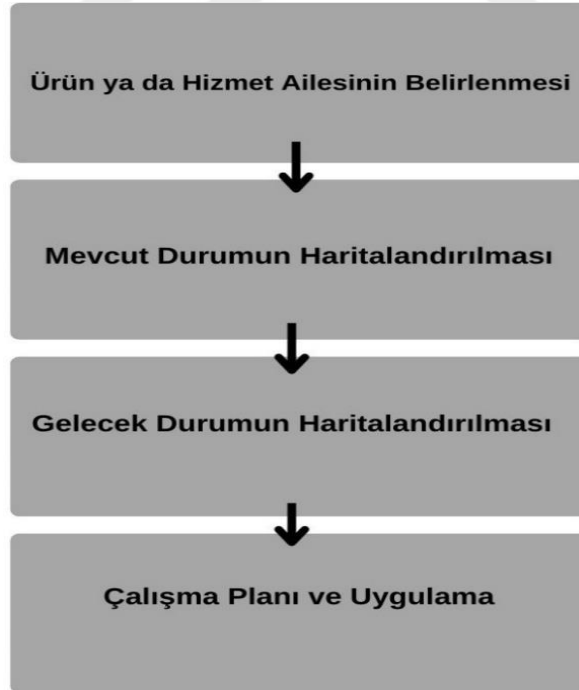 Ürün ya da Hizmet Ailesinin Belirlenmesi
Mevcut Durumun Haritalandırılması
Gelecek Durumun Haritalandırılması
Çalışma Planı ve Uygulama